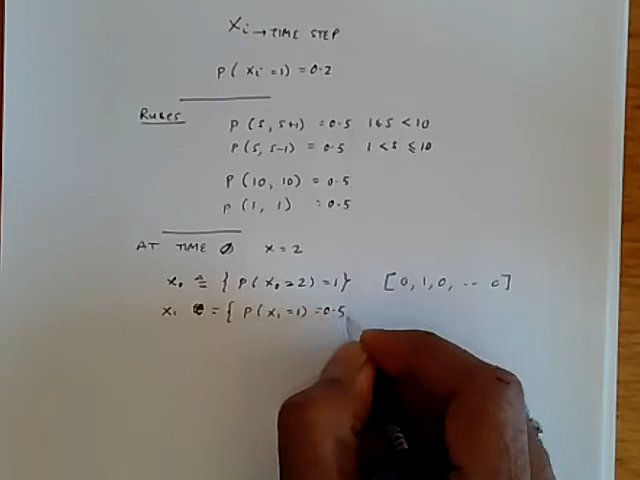 Xi → TIME STEP
P( Xi = 1) = 0.2
RULES
P(s, s+1) = 0.5 1≤s <10
P(s, s-1) = 0.5 1 < s ≤ 10
P(10, 10) = 0.5
P(1, 1) = 0.5
AT TIME 0 x = 2
X₀ = { P(X₀ = 2) = 1} [0, 1, 0, ... 0]
X₁ = { P(X₁ = 1) = 0.5